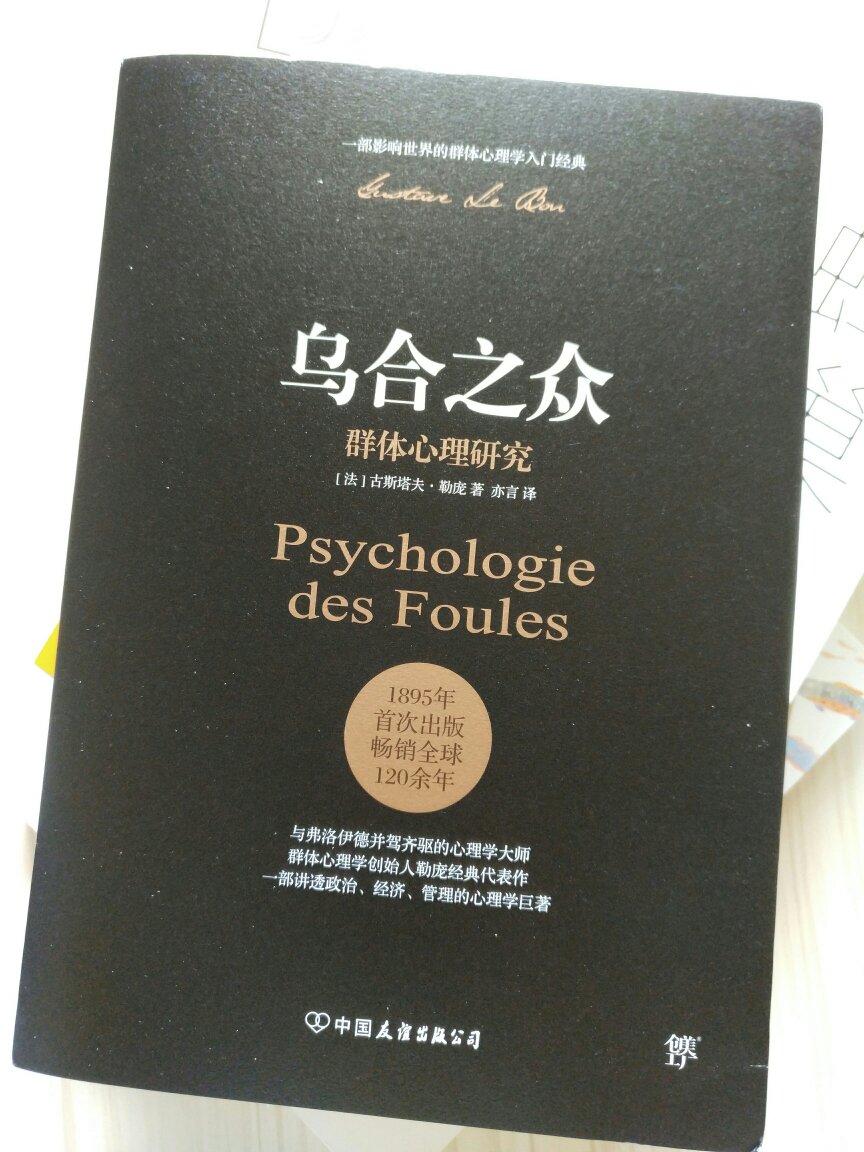 一部影响世界的群体心理学入门经典
Gustave Le Bon
乌合之众
群体心理研究
[法]古斯塔夫·勒庞 著 亦言 译
Psychologie
des Foules
1895年
首次出版
畅销全球
120余年
与弗洛伊德并驾齐驱的心理学大师
群体心理学创始人勒庞经典代表作
一部讲透政治、经济、管理的心理学巨著
中国友谊出版公司